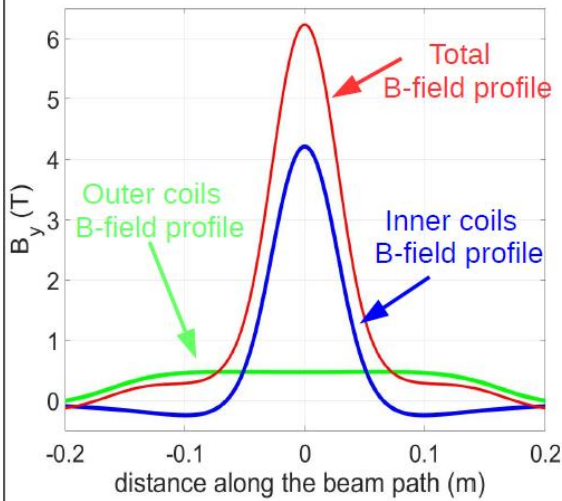 6
5
4
3
2
1
0
B_y (T)
Total
B-field profile
Outer coils
B-field profile
Inner coils
B-field profile
-0.2
-0.1
0
0.1
0.2
distance along the beam path (m)